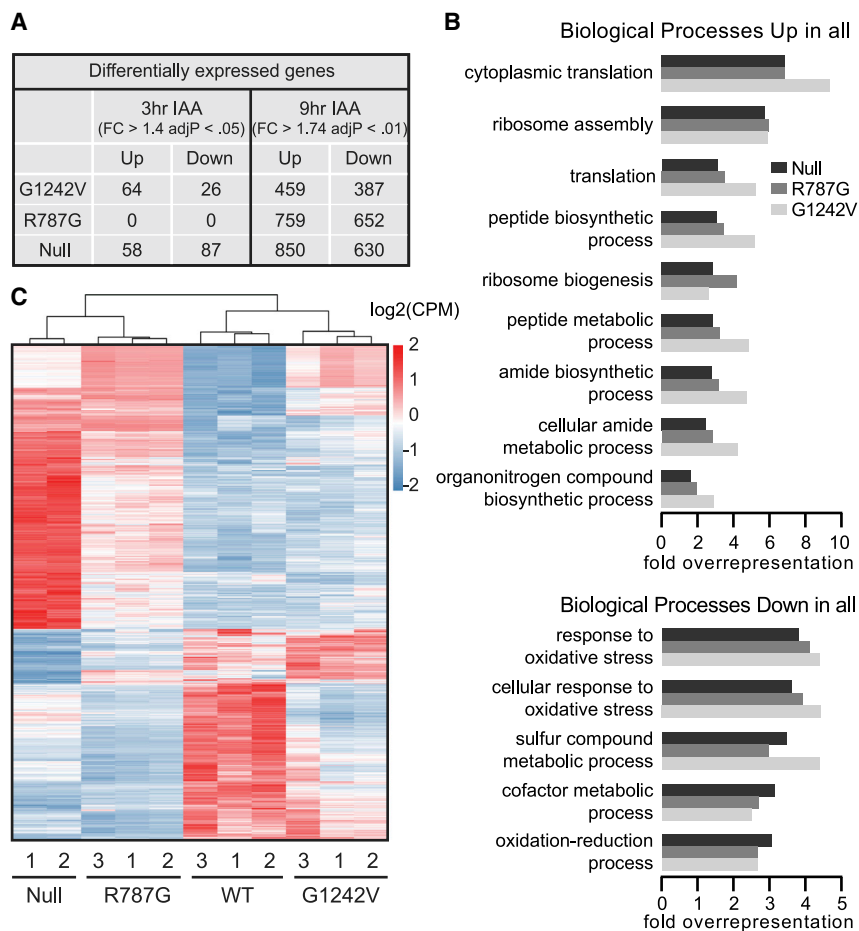 A
Differentially expressed genes
3hr IAA
(FC > 1.4 adjP < .05)
9hr IAA
(FC > 1.74 adjP < .01)
Up
Down
Up
Down
G1242V
64
26
459
387
R787G
0
0
759
652
Null
58
87
850
630
B
Biological Processes Up in all
cytoplasmic translation
ribosome assembly
translation
peptide biosynthetic
process
ribosome biogenesis
peptide metabolic
process
amide biosynthetic
process
cellular amide
metabolic process
organonitrogen compound
biosynthetic process
Null
R787G
G1242V
0 2 4 6 8 10
fold overrepresentation
Biological Processes Down in all
response to
oxidative stress
cellular response to
oxidative stress
sulfur compound
metabolic process
cofactor metabolic
process
oxidation-reduction
process
0 1 2 3 4 5
fold overrepresentation
C
log2(CPM)
2
1
0
-1
-2
1 2 3 1 2 3 1 2 3 1 2
Null R787G WT G1242V